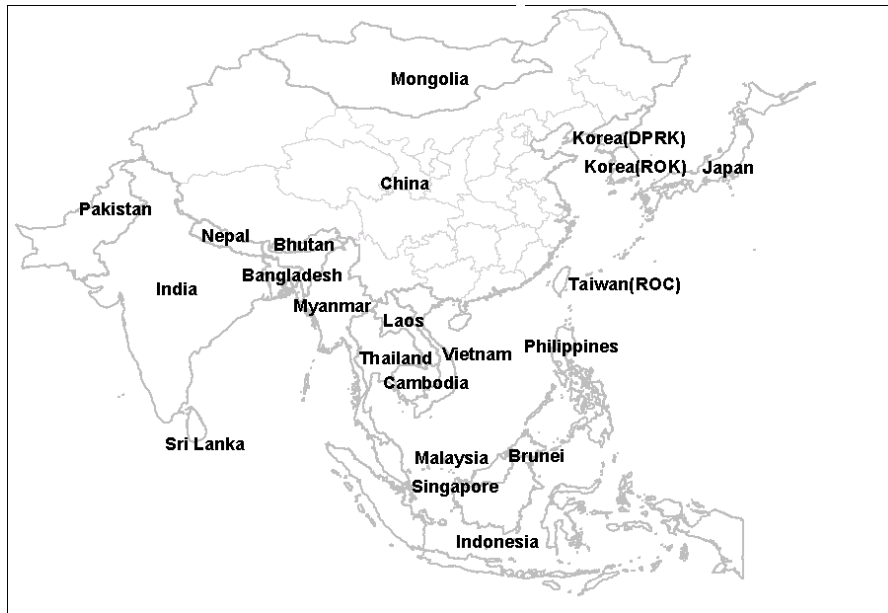 Mongolia
Korea(DPRK)
Korea(ROK)
Japan
China
Pakistan
Nepal
Bhutan
Bangladesh
India
Taiwan(ROC)
Myanmar
Laos
Philippines
Thailand
Vietnam
Cambodia
Sri Lanka
Malaysia
Brunei
Singapore
Indonesia